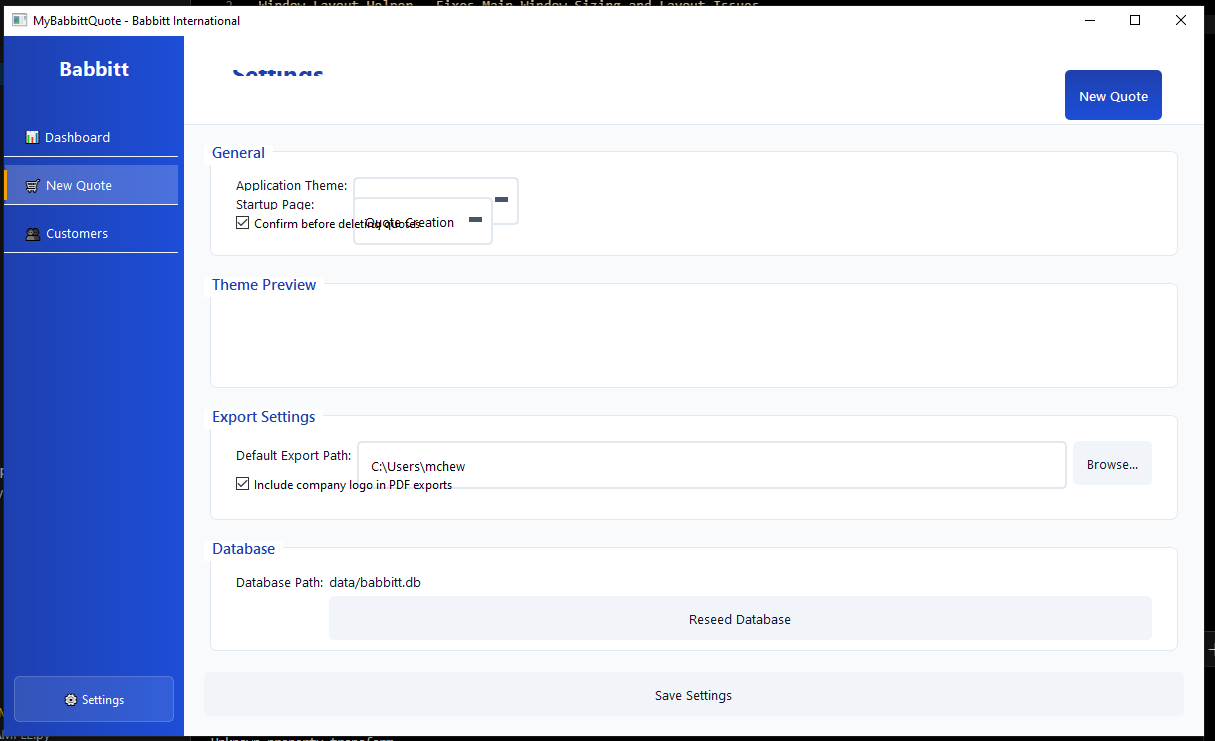 Window Layout Helper - Fixes Main Window Sizing and Layout Issues
MyBabbittQuote - Babbitt International
Babbitt
Settings
New Quote
Dashboard
New Quote
Customers
General
Application Theme:
Startup Page:
Quote Creation
Confirm before deleting quotes
Theme Preview
Export Settings
Default Export Path:
C:\Users\mchew
Browse...
Include company logo in PDF exports
Database
Database Path: data/babbitt.db
Reseed Database
Save Settings
Settings
Unknown property transform